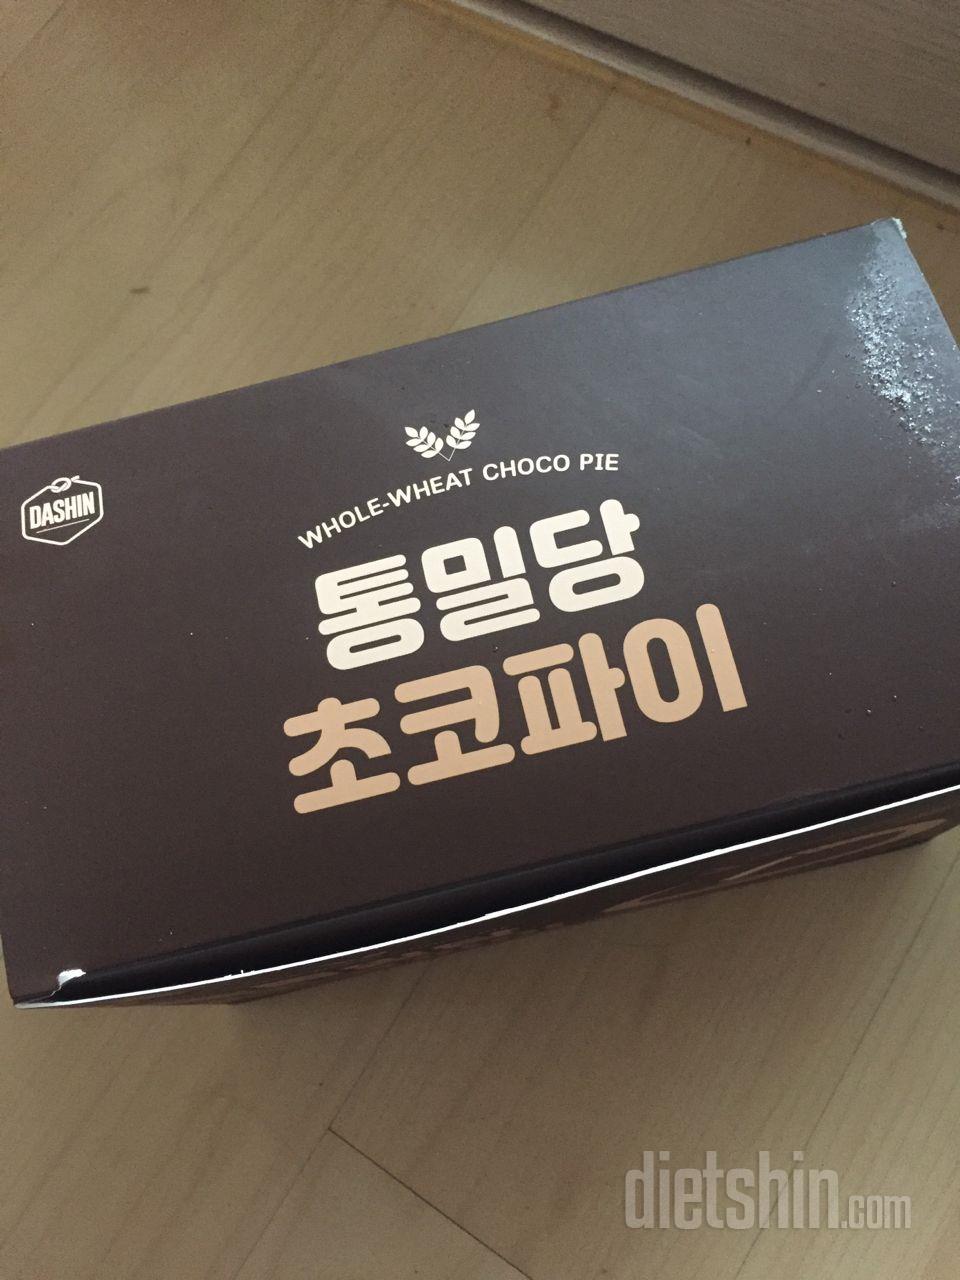 DASHIN
WHOLE-WHEAT CHOCO PIE
통밀당
초코파이
dietshin.com